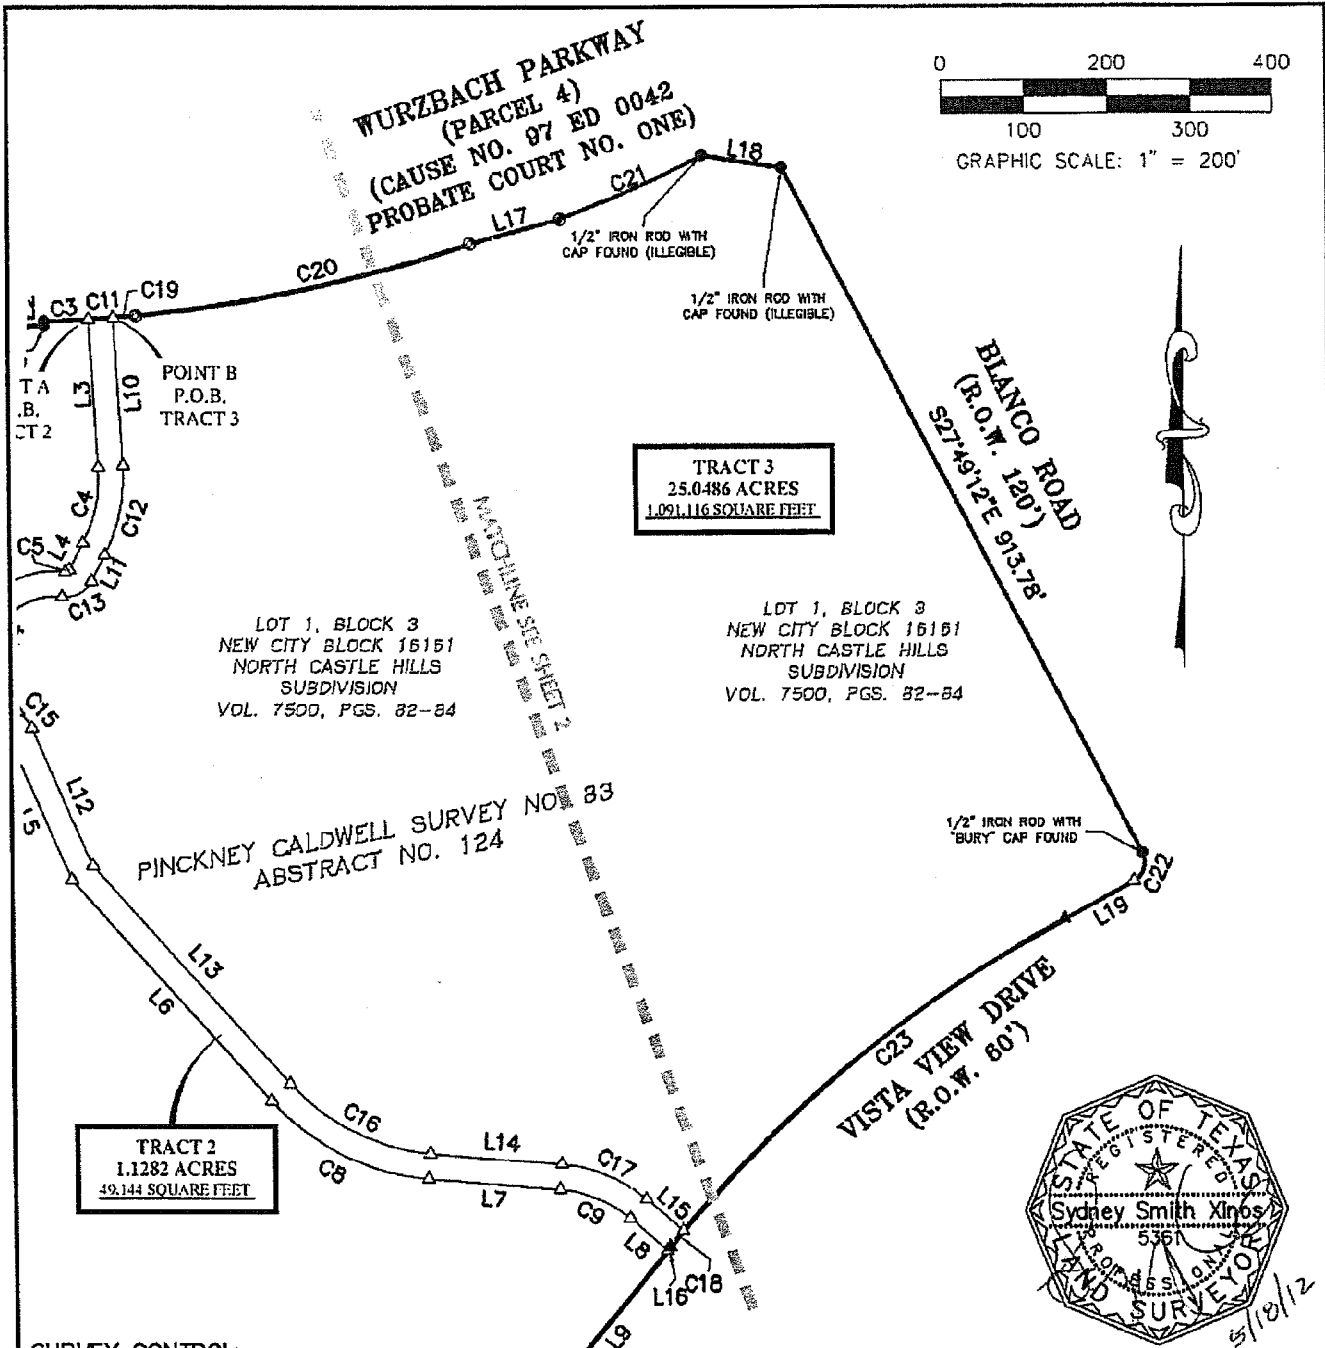 WURZBACH PARKWAY
(PARCEL 4)
(CAUSE NO. 97 ED 0042
PROBATE COURT NO. ONE)
0 200 400
100 300
GRAPHIC SCALE: 1" = 200'
L18
C21
L17
1/2" IRON ROD WITH
CAP FOUND (ILLEGIBLE)
C20
1/2" IRON ROD WITH
CAP FOUND (ILLEGIBLE)
C3
C11
C19
T A
.B.
CT 2
L3
L10
POINT B
P.O.B.
TRACT 3
BLANCO ROAD
(R.O.W. 120')
S27°49'12"E 913.78'
TRACT 3
25.0486 ACRES
1,091,116 SQUARE FEET
C4
C12
C5
L4
L11
C13
MATCHLINE SEE SHEET 2
LOT 1, BLOCK 3
NEW CITY BLOCK 16161
NORTH CASTLE HILLS
SUBDIVISION
VOL. 7500, PGS. 82-84
LOT 1, BLOCK 3
NEW CITY BLOCK 16161
NORTH CASTLE HILLS
SUBDIVISION
VOL. 7500, PGS. 82-84
C15
L12
L5
PINCKNEY CALDWELL SURVEY NO. 83
ABSTRACT NO. 124
1/2" IRON ROD WITH
"BURY" CAP FOUND
C22
L19
L13
L6
VISTA VIEW DRIVE
(R.O.W. 60')
C23
TRACT 2
1.1282 ACRES
49,144 SQUARE FEET
C16
C8
L14
L7
C17
C9
L15
L8
L16
C18
L9
STATE OF TEXAS
REGISTERED
Sydney Smith Xinos
5361
PROFESSIONAL
LAND SURVEYOR
5/18/12
SURVEY CONTROL: